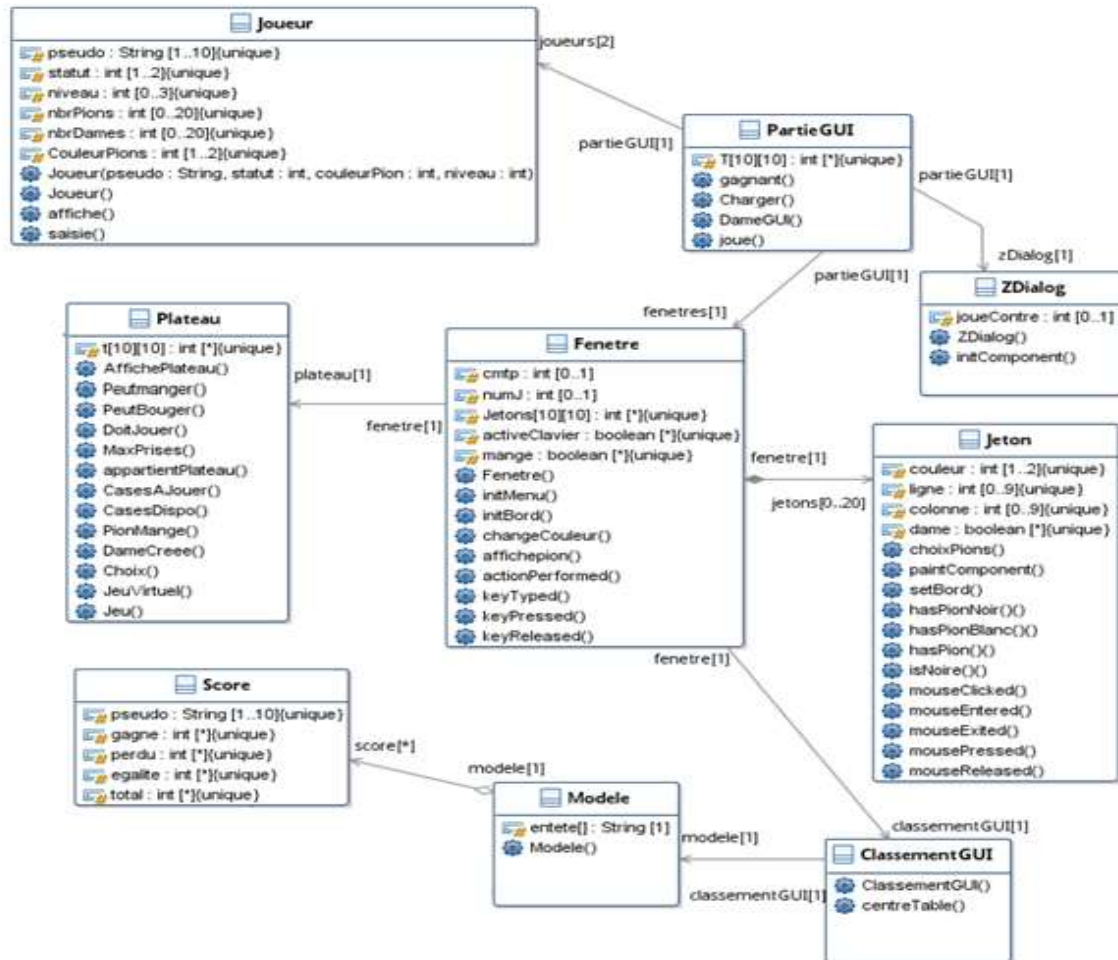 Joueur
pseudo : String [1..10]{unique}
statut : int [1..2]{unique}
niveau : int [0..3]{unique}
nbrPions : int [0..20]{unique}
nbrDames : int [0..20]{unique}
CouleurPions : int [1..2]{unique}
Joueur(pseudo : String, statut : int, couleurPion : int, niveau : int)
Joueur()
affiche()
saisie()
joueurs[2]
partieGUI[1]
PartieGUI
T[10][10] : int [*]{unique}
gagnant()
Charger()
DameGUI()
joue()
partieGUI[1]
zDialog[1]
partieGUI[1]
fenetres[1]
ZDialog
joueContre : int [0..1]
ZDialog()
initComponent()
Plateau
t[10][10] : int [*]{unique}
AffichePlateau()
Peutmanger()
PeutBouger()
DoitJouer()
MaxPrises()
appartientPlateau()
CasesAJouer()
CasesDispo()
PionMange()
DameCreee()
Choix()
JeuVirtuel()
Jeu()
plateau[1]
fenetre[1]
Fenetre
cmtp : int [0..1]
numJ : int [0..1]
Jetons[10][10] : int [*]{unique}
activeClavier : boolean [*]{unique}
mange : boolean [*]{unique}
Fenetre()
initMenu()
initBord()
changeCouleur()
affichepion()
actionPerformed()
keyTyped()
keyPressed()
keyReleased()
fenetre[1]
jetons[0..20]
Jeton
couleur : int [1..2]{unique}
ligne : int [0..9]{unique}
colonne : int [0..9]{unique}
dame : boolean [*]{unique}
choixPions()
paintComponent()
setBord()
hasPionNoir()()
hasPionBlanc()()
hasPion()()
isNoire()()
mouseClicked()
mouseEntered()
mouseExited()
mousePressed()
mouseReleased()
fenetre[1]
classementGUI[1]
Score
pseudo : String [1..10]{unique}
gagne : int [*]{unique}
perdu : int [*]{unique}
egalite : int [*]{unique}
total : int [*]{unique}
score[*]
modele[1]
Modele
entete[] : String [1]
Modele()
modele[1]
classementGUI[1]
ClassementGUI
ClassementGUI()
centreTable()